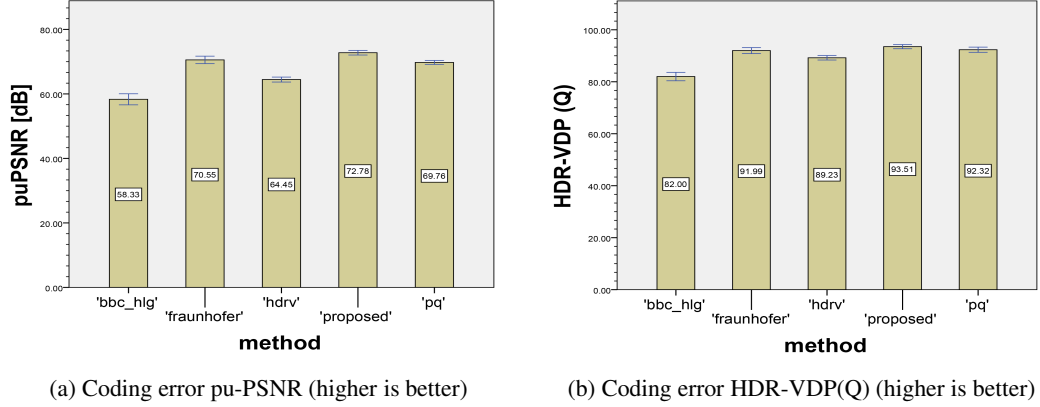 80.00
60.00
40.00
20.00
0.00
puPSNR [dB]
58.33
70.55
64.45
72.78
69.76
'bbc_hlg'
'fraunhofer'
'hdrv'
'proposed'
'pq'
method
(a) Coding error pu-PSNR (higher is better)
100.00
80.00
60.00
40.00
20.00
0.00
HDR-VDP (Q)
82.00
91.99
89.23
93.51
92.32
'bbc_hlg'
'fraunhofer'
'hdrv'
'proposed'
'pq'
method
(b) Coding error HDR-VDP(Q) (higher is better)